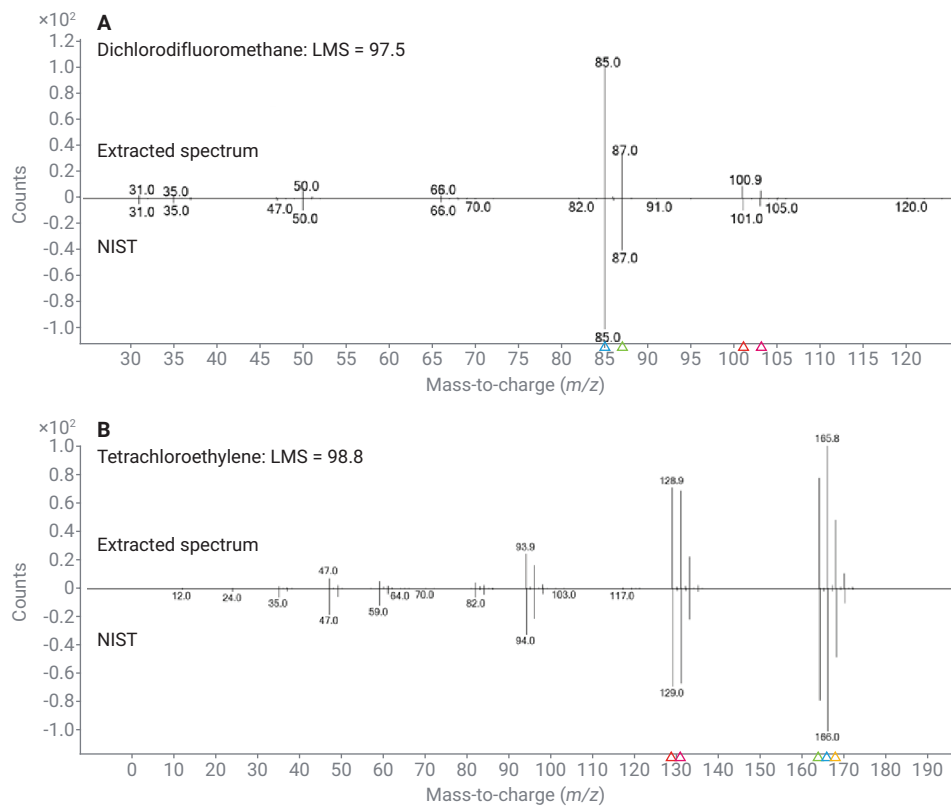 ×10²
A
1.2
Dichlorodifluoromethane: LMS = 97.5
1.0
85.0
0.8
0.6
0.4
Extracted spectrum
87.0
0.2
31.0 35.0 50.0 66.0 100.9
0
31.0 35.0 47.0 50.0 66.0 70.0 82.0 91.0 101.0 105.0 120.0
-0.2
NIST
-0.4
87.0
-0.6
-0.8
-1.0
85.0
Counts
30 35 40 45 50 55 60 65 70 75 80 85 90 95 100 105 110 115 120
Mass-to-charge (m/z)
×10²
B
1.0
165.8
Tetrachloroethylene: LMS = 98.8
0.8
128.9
0.6
0.4
Extracted spectrum
93.9
0.2
47.0
0
12.0 24.0 35.0 47.0 59.0 64.0 70.0 82.0 103.0 117.0
-0.2
NIST
94.0
-0.4
-0.6
129.0
-0.8
-1.0
166.0
Counts
0 10 20 30 40 50 60 70 80 90 100 110 120 130 140 150 160 170 180 190
Mass-to-charge (m/z)